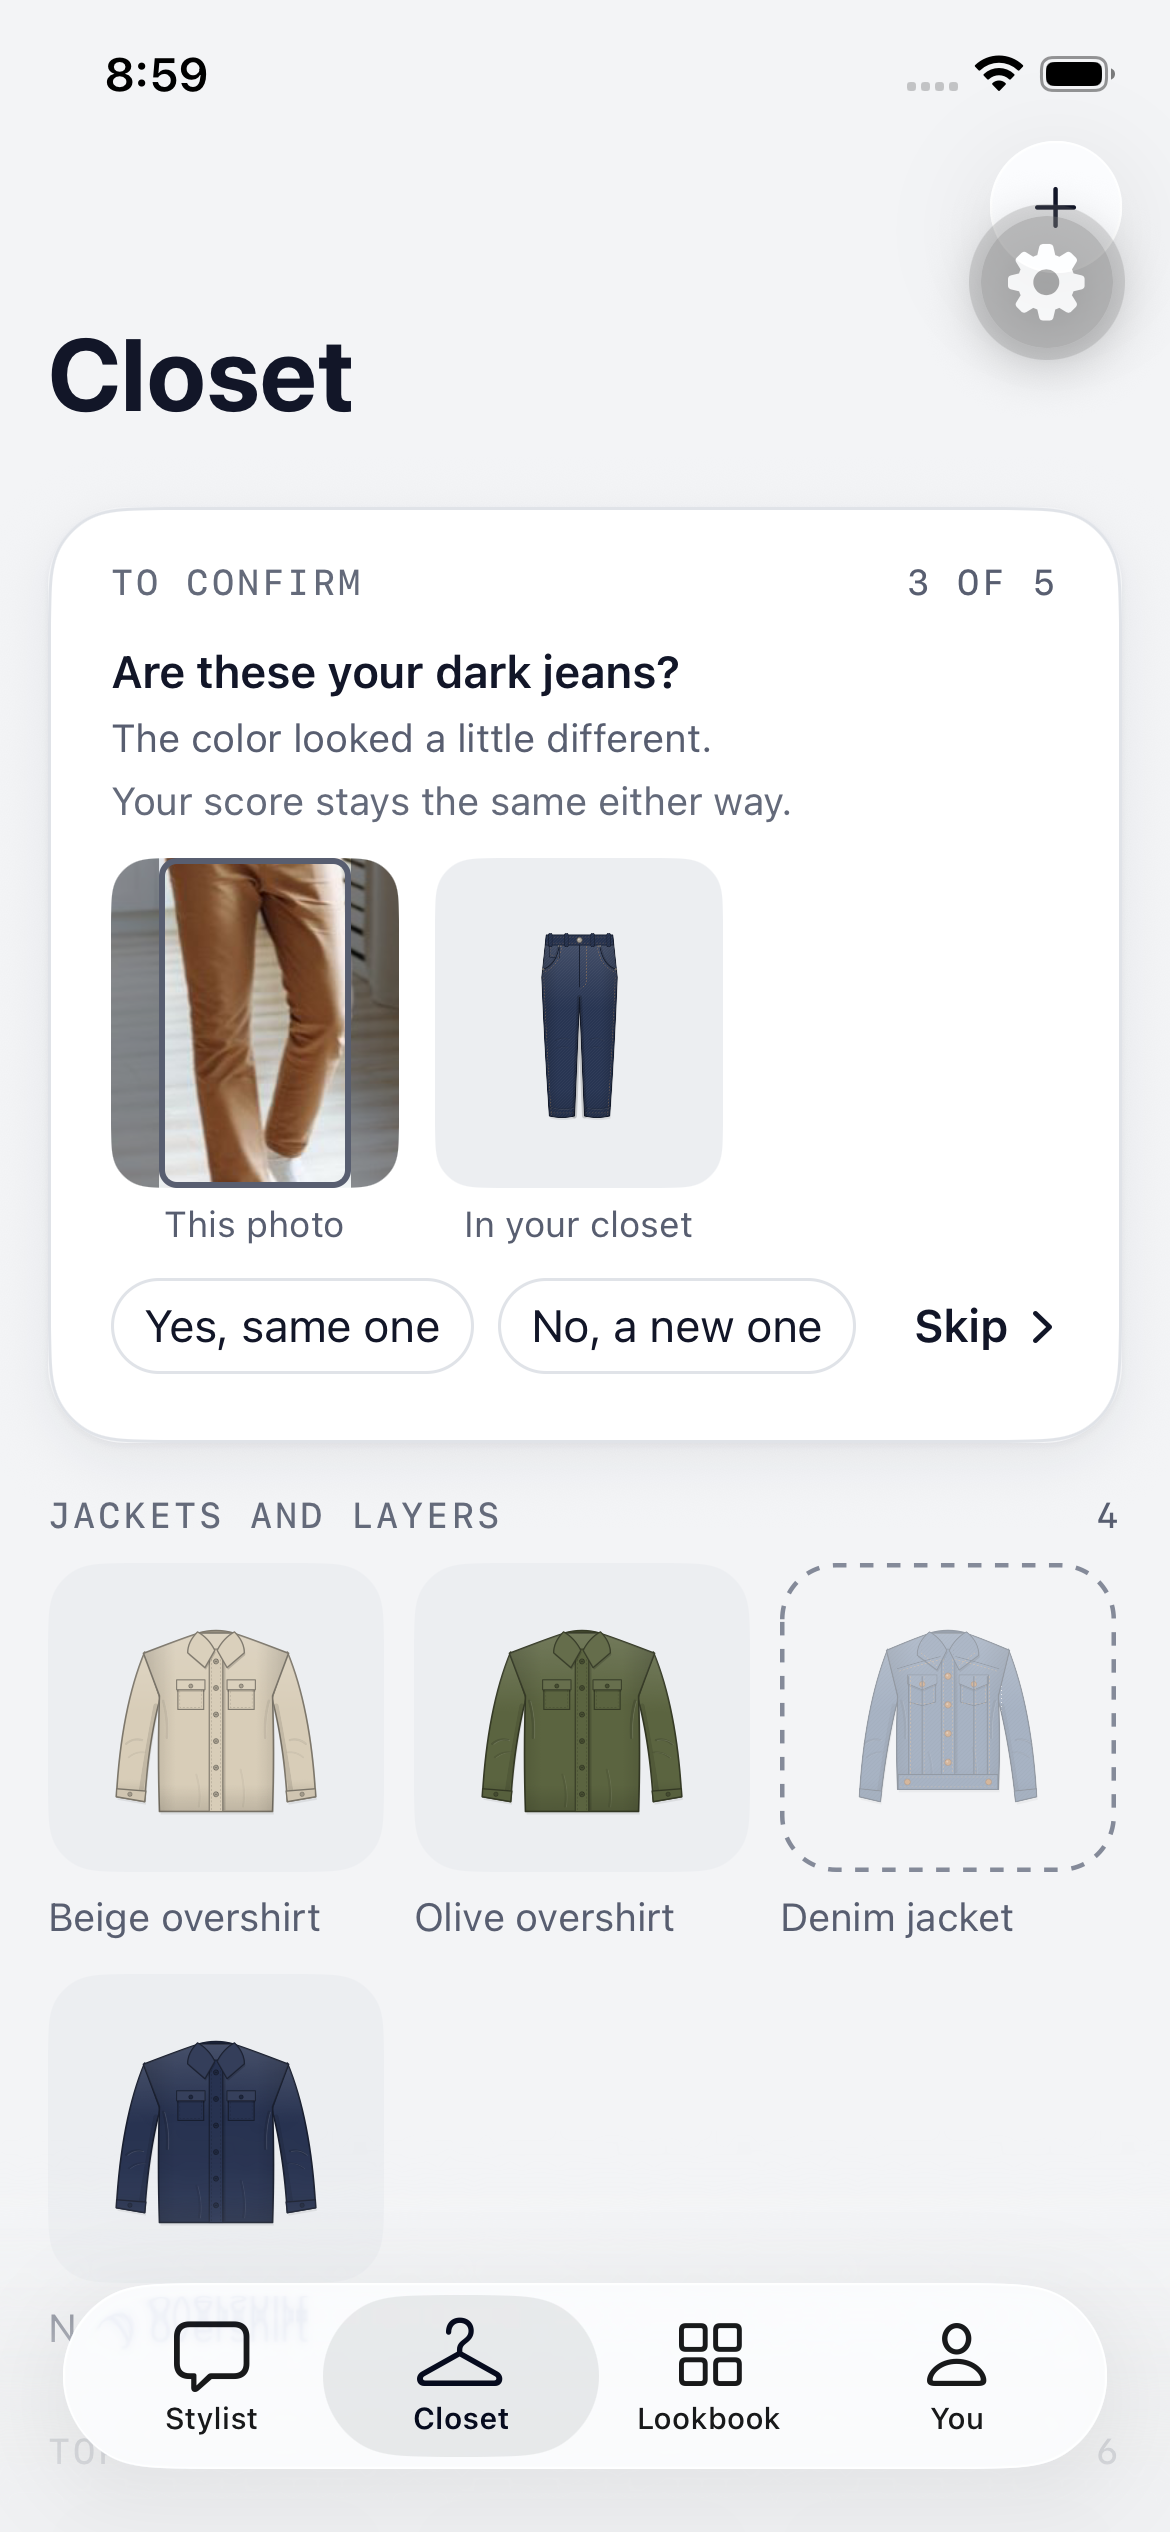 8:59
Closet
TO CONFIRM
3 OF 5
Are these your dark jeans?
The color looked a little different.
Your score stays the same either way.
This photo
In your closet
Yes, same one
No, a new one
Skip
JACKETS AND LAYERS
4
Beige overshirt
Olive overshirt
Denim jacket
Stylist
Closet
Lookbook
You
6